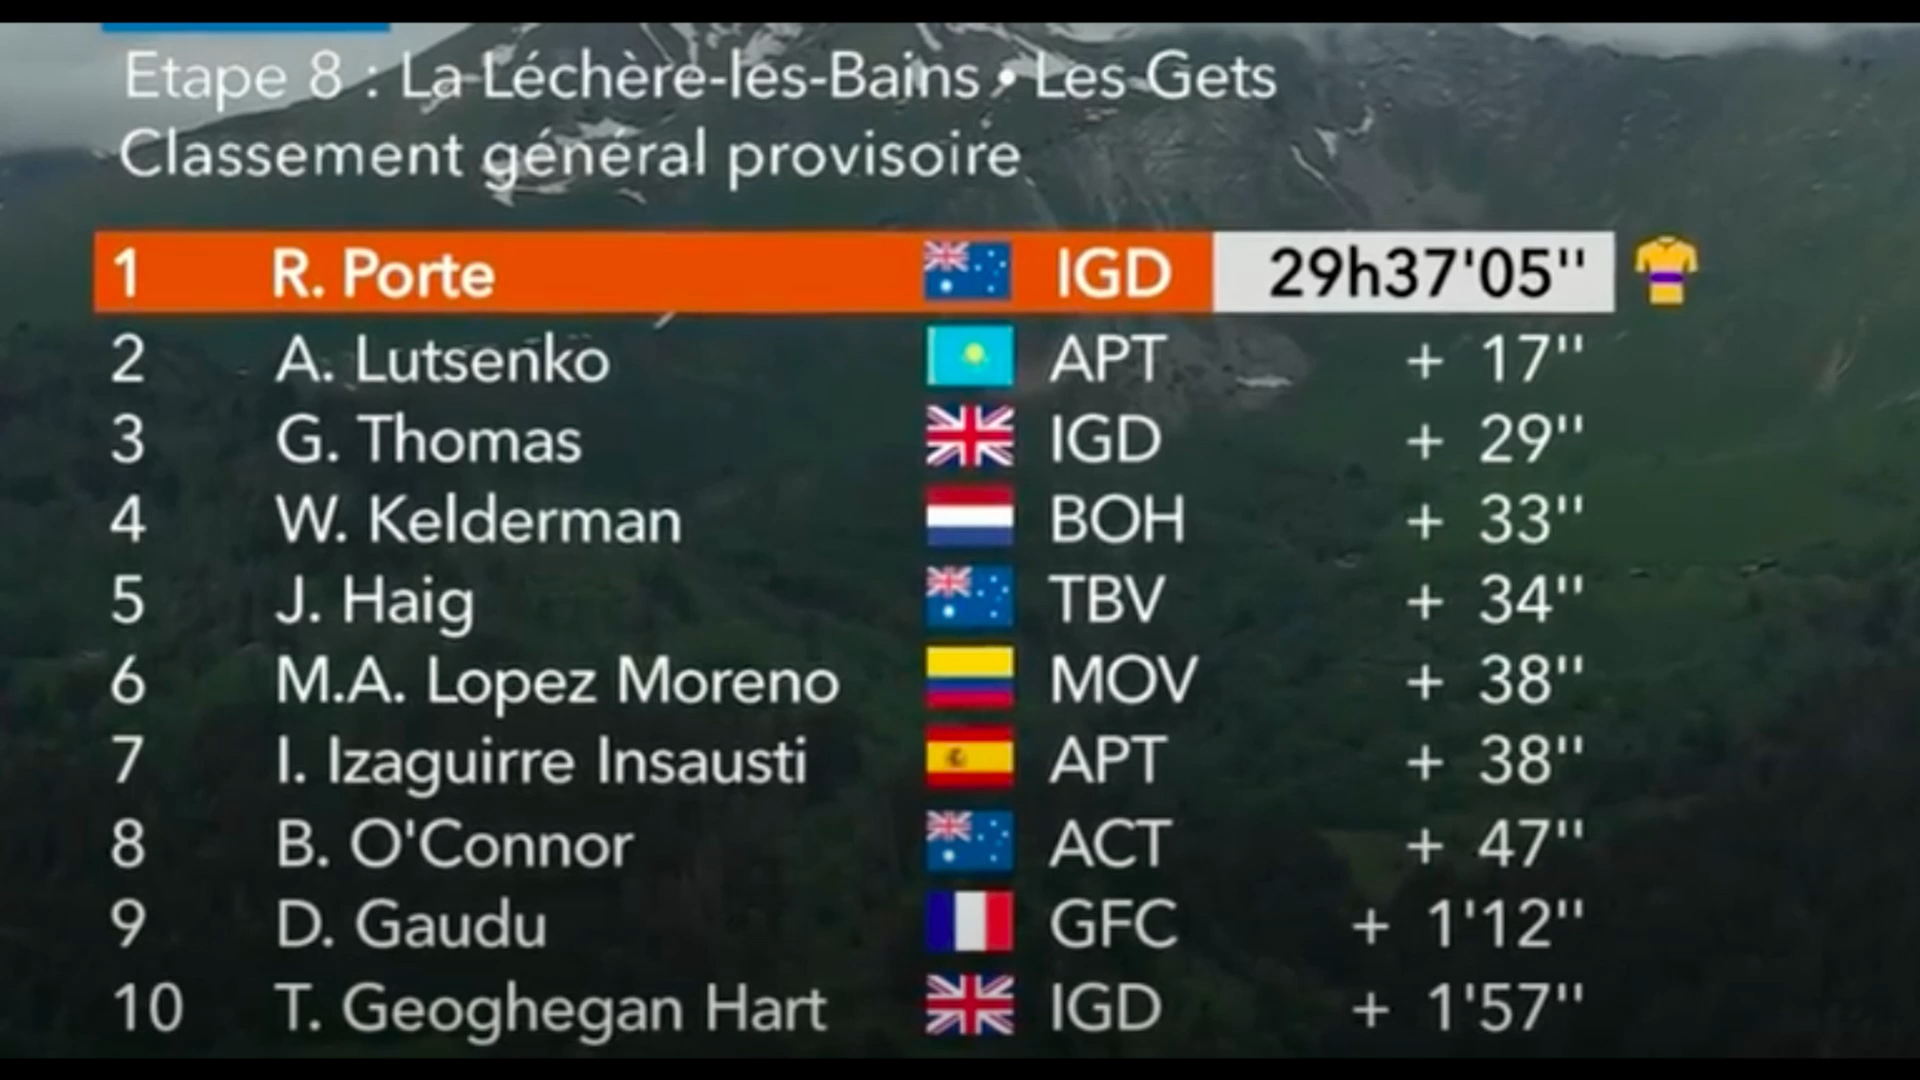 Etape 8 : La Léchère-les-Bains • Les Gets
Classement général provisoire
1 R. Porte IGD 29h37'05''
2 A. Lutsenko APT + 17''
3 G. Thomas IGD + 29''
4 W. Kelderman BOH + 33''
5 J. Haig TBV + 34''
6 M.A. Lopez Moreno MOV + 38''
7 I. Izaguirre Insausti APT + 38''
8 B. O'Connor ACT + 47''
9 D. Gaudu GFC + 1'12''
10 T. Geoghegan Hart IGD + 1'57''